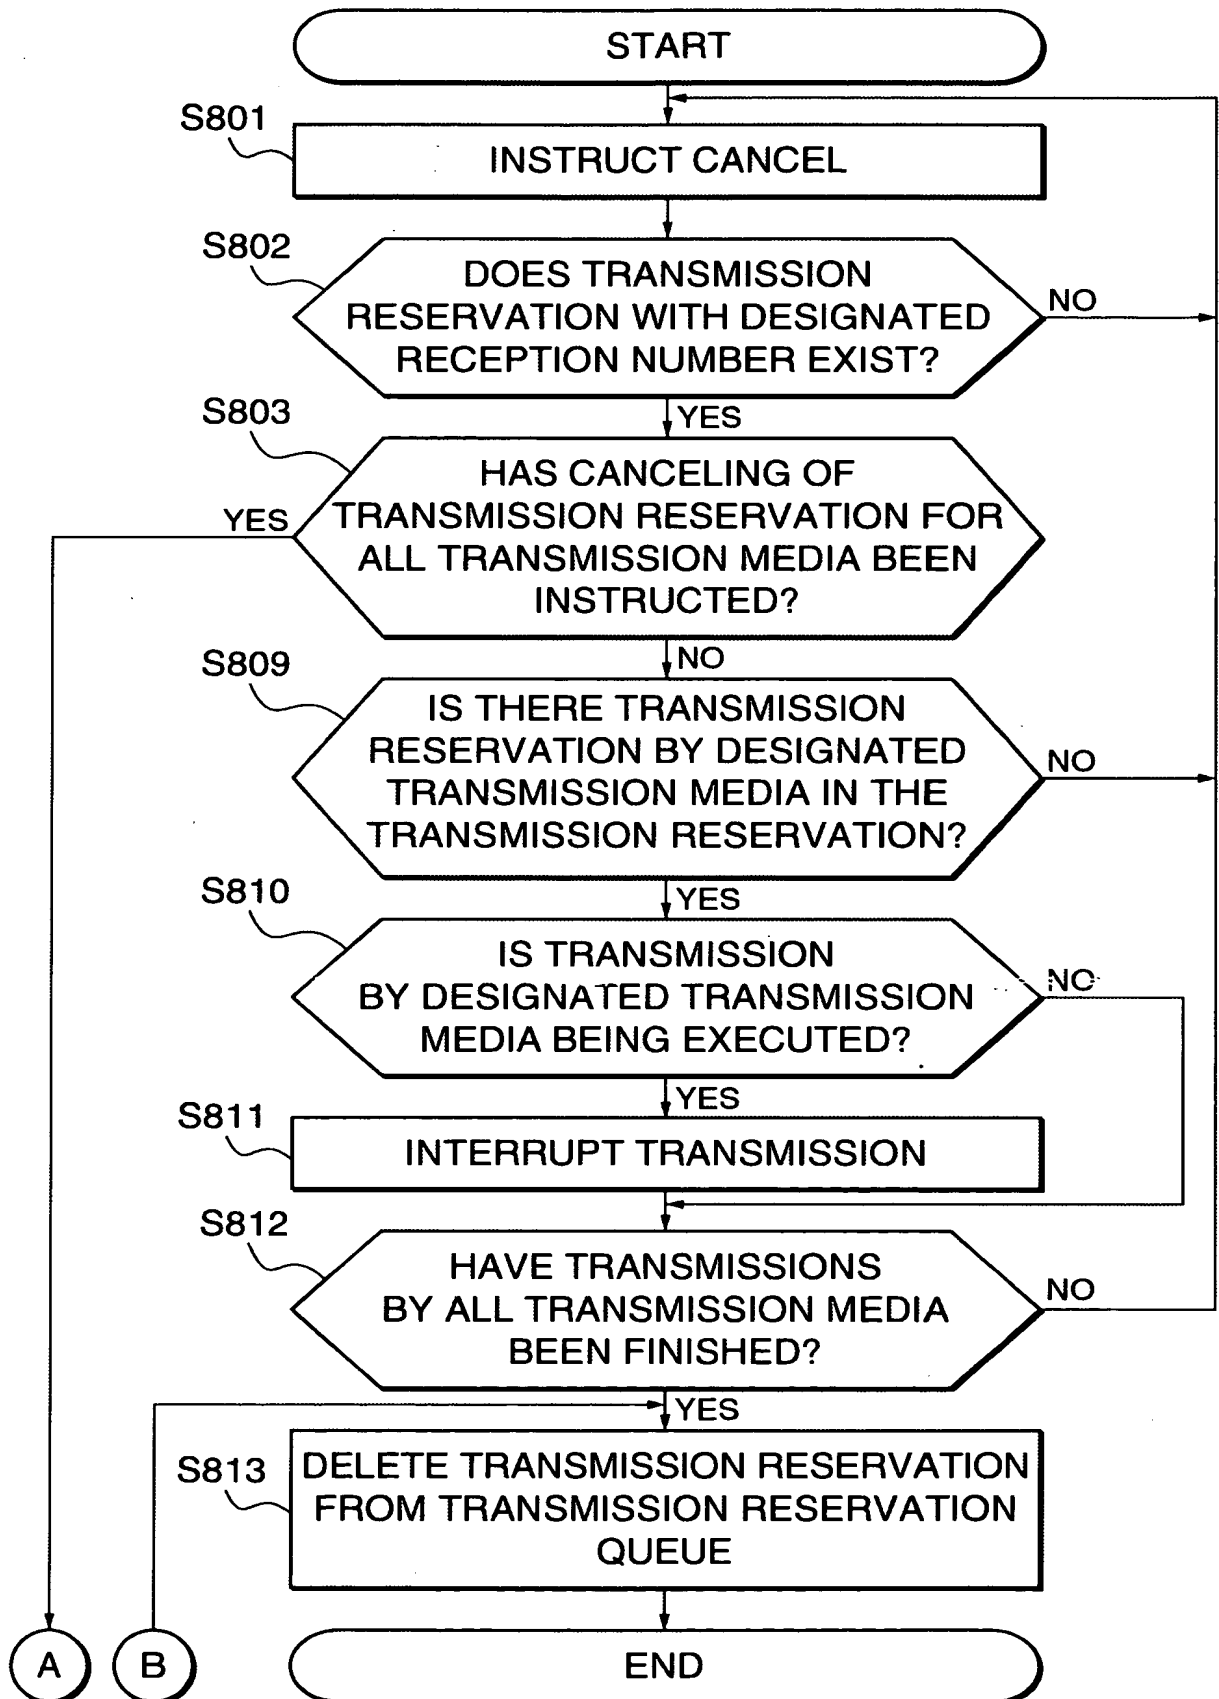 START
S801
INSTRUCT CANCEL
S802
DOES TRANSMISSION
RESERVATION WITH DESIGNATED
RECEPTION NUMBER EXIST?
NO
YES
S803
HAS CANCELING OF
TRANSMISSION RESERVATION FOR
ALL TRANSMISSION MEDIA BEEN
INSTRUCTED?
YES
NO
S809
IS THERE TRANSMISSION
RESERVATION BY DESIGNATED
TRANSMISSION MEDIA IN THE
TRANSMISSION RESERVATION?
NO
YES
S810
IS TRANSMISSION
BY DESIGNATED TRANSMISSION
MEDIA BEING EXECUTED?
NO
YES
S811
INTERRUPT TRANSMISSION
S812
HAVE TRANSMISSIONS
BY ALL TRANSMISSION MEDIA
BEEN FINISHED?
NO
YES
S813
DELETE TRANSMISSION RESERVATION
FROM TRANSMISSION RESERVATION
QUEUE
A
B
END